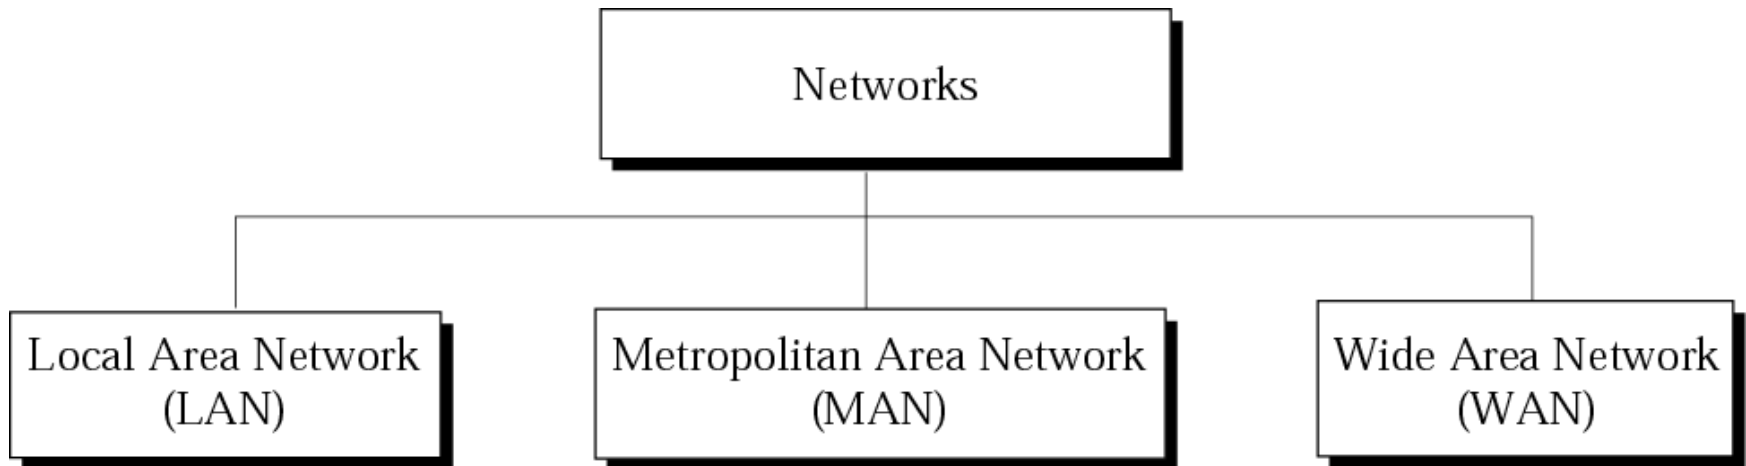 Networks
Local Area Network
(LAN)
Metropolitan Area Network
(MAN)
Wide Area Network
(WAN)